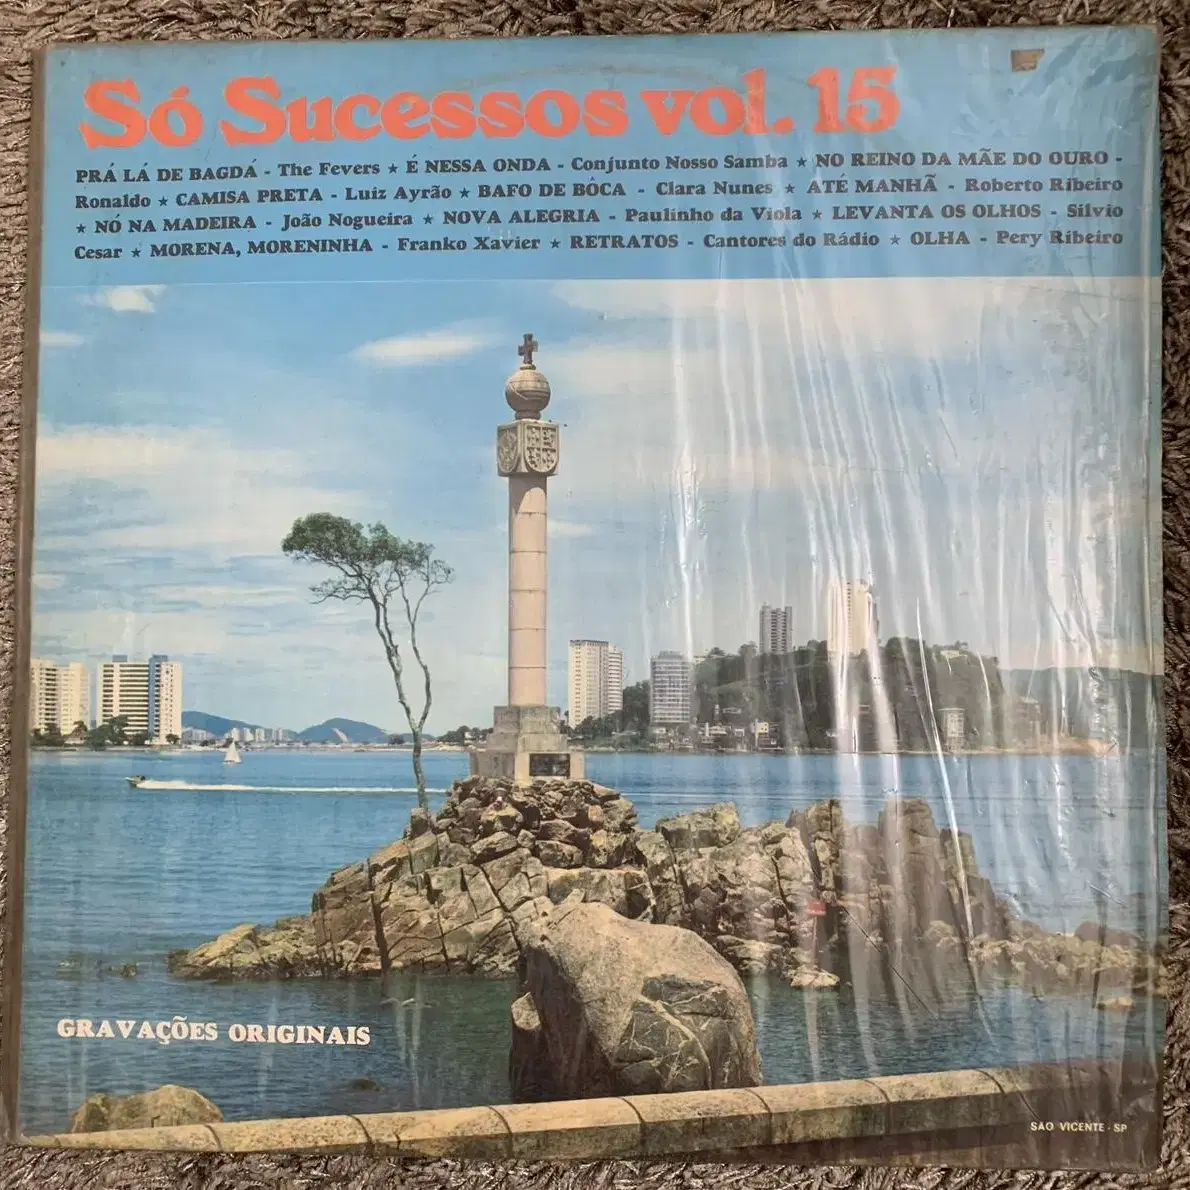 Só Sucessos vol. 15
PRÁ LÁ DE BAGDÁ - The Fevers ★ É NESSA ONDA - Conjunto Nosso Samba ★ NO REINO DA MÃE DO OURO -
Ronaldo ★ CAMISA PRETA - Luiz Ayrão ★ BAFO DE BÔCA - Clara Nunes ★ ATÉ MANHÃ - Roberto Ribeiro
★ NÓ NA MADEIRA - João Nogueira ★ NOVA ALEGRIA - Paulinho da Viola ★ LEVANTA OS OLHOS - Silvio
Cesar ★ MORENA, MORENINHA - Franko Xavier ★ RETRATOS - Cantores do Rádio ★ OLHA - Pery Ribeiro
GRAVAÇÕES ORIGINAIS
SÃO VICENTE - SP